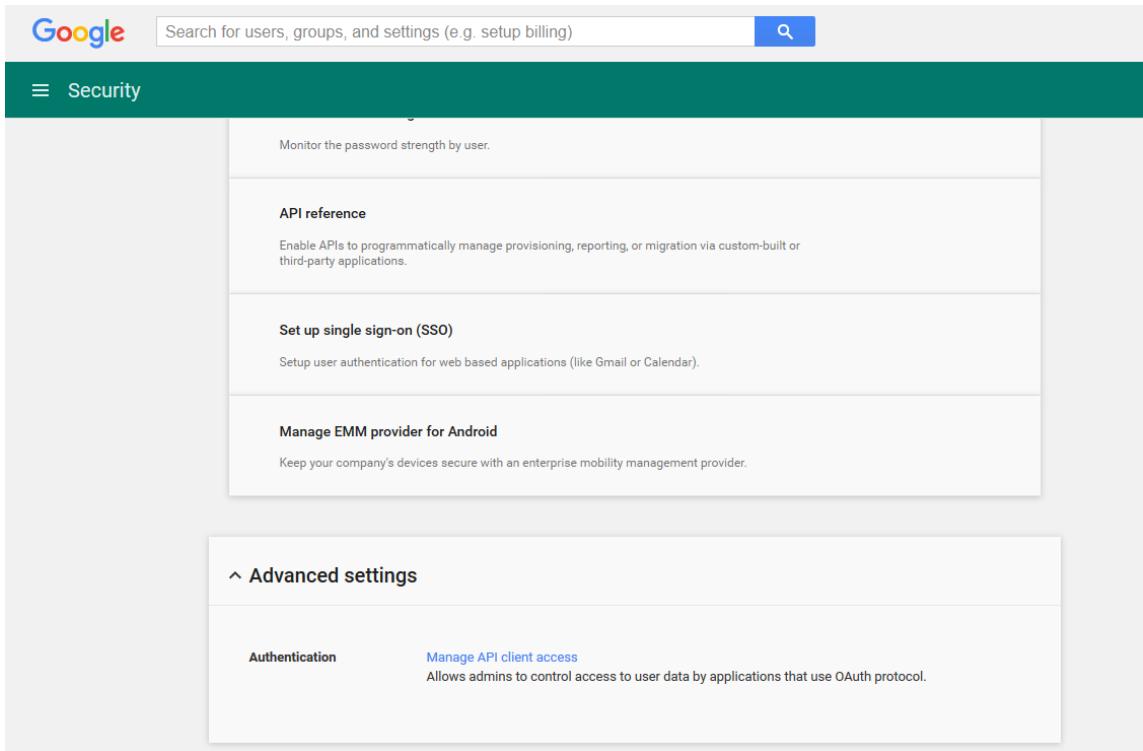 Google
Search for users, groups, and settings (e.g. setup billing)
Security
Monitor the password strength by user.
API reference
Enable APIs to programmatically manage provisioning, reporting, or migration via custom-built or
third-party applications.
Set up single sign-on (SSO)
Setup user authentication for web based applications (like Gmail or Calendar).
Manage EMM provider for Android
Keep your company's devices secure with an enterprise mobility management provider.
Advanced settings
Authentication
Manage API client access
Allows admins to control access to user data by applications that use OAuth protocol.